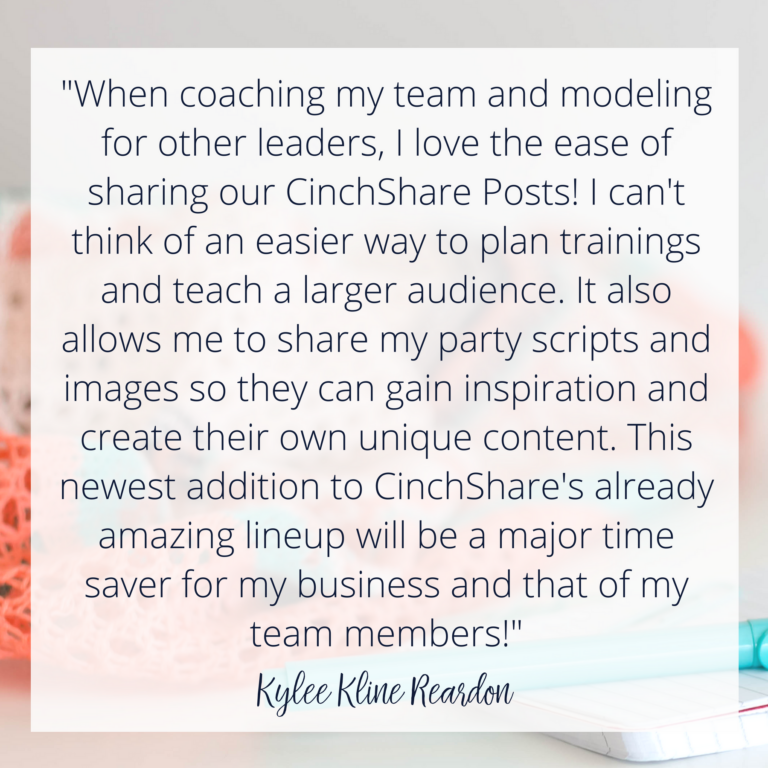 "When coaching my team and modeling
for other leaders, I love the ease of
sharing our CinchShare Posts! I can't
think of an easier way to plan trainings
and teach a larger audience. It also
allows me to share my party scripts and
images so they can gain inspiration and
create their own unique content. This
newest addition to CinchShare's already
amazing lineup will be a major time
saver for my business and that of my
team members!"
Kylee Kline Reardon